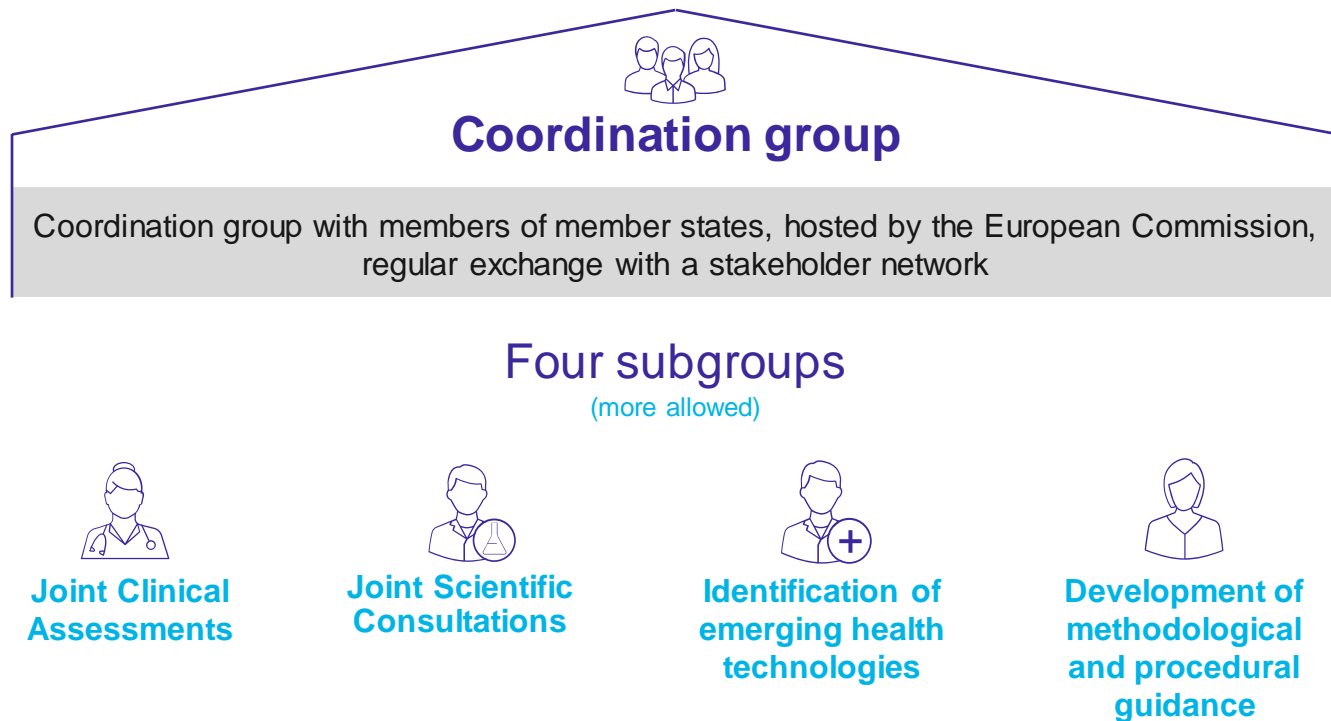 Coordination group
Coordination group with members of member states, hosted by the European Commission,
regular exchange with a stakeholder network
Four subgroups
(more allowed)
Joint Clinical
Assessments
Joint Scientific
Consultations
Identification of
emerging health
technologies
Development of
methodological
and procedural
guidance